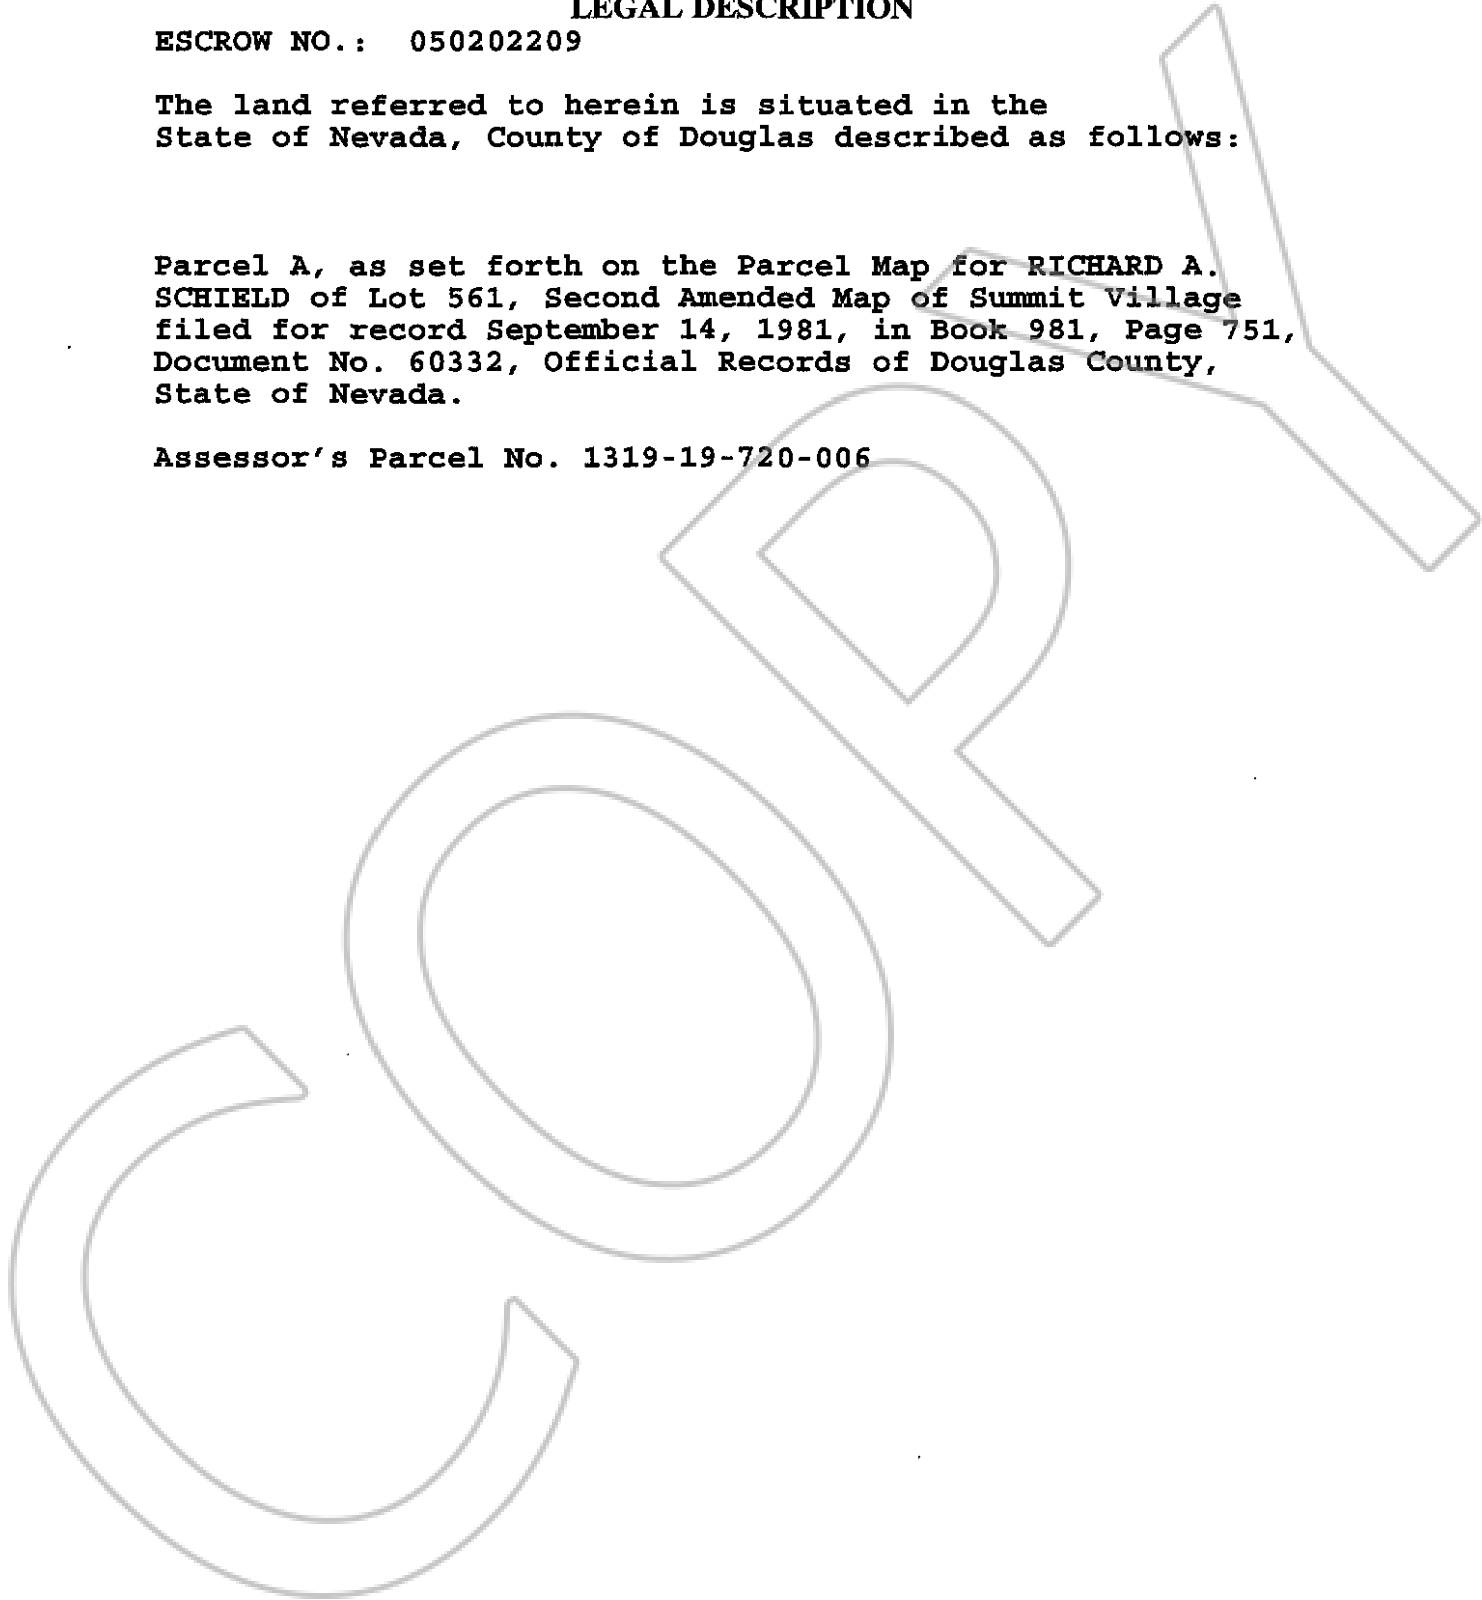 LEGAL DESCRIPTION
ESCROW NO.: 050202209
The land referred to herein is situated in the
State of Nevada, County of Douglas described as follows:
Parcel A, as set forth on the Parcel Map for RICHARD A.
SCHIELD of Lot 561, Second Amended Map of Summit Village
filed for record September 14, 1981, in Book 981, Page 751,
Document No. 60332, Official Records of Douglas County,
State of Nevada.
Assessor's Parcel No. 1319-19-720-006
COPY